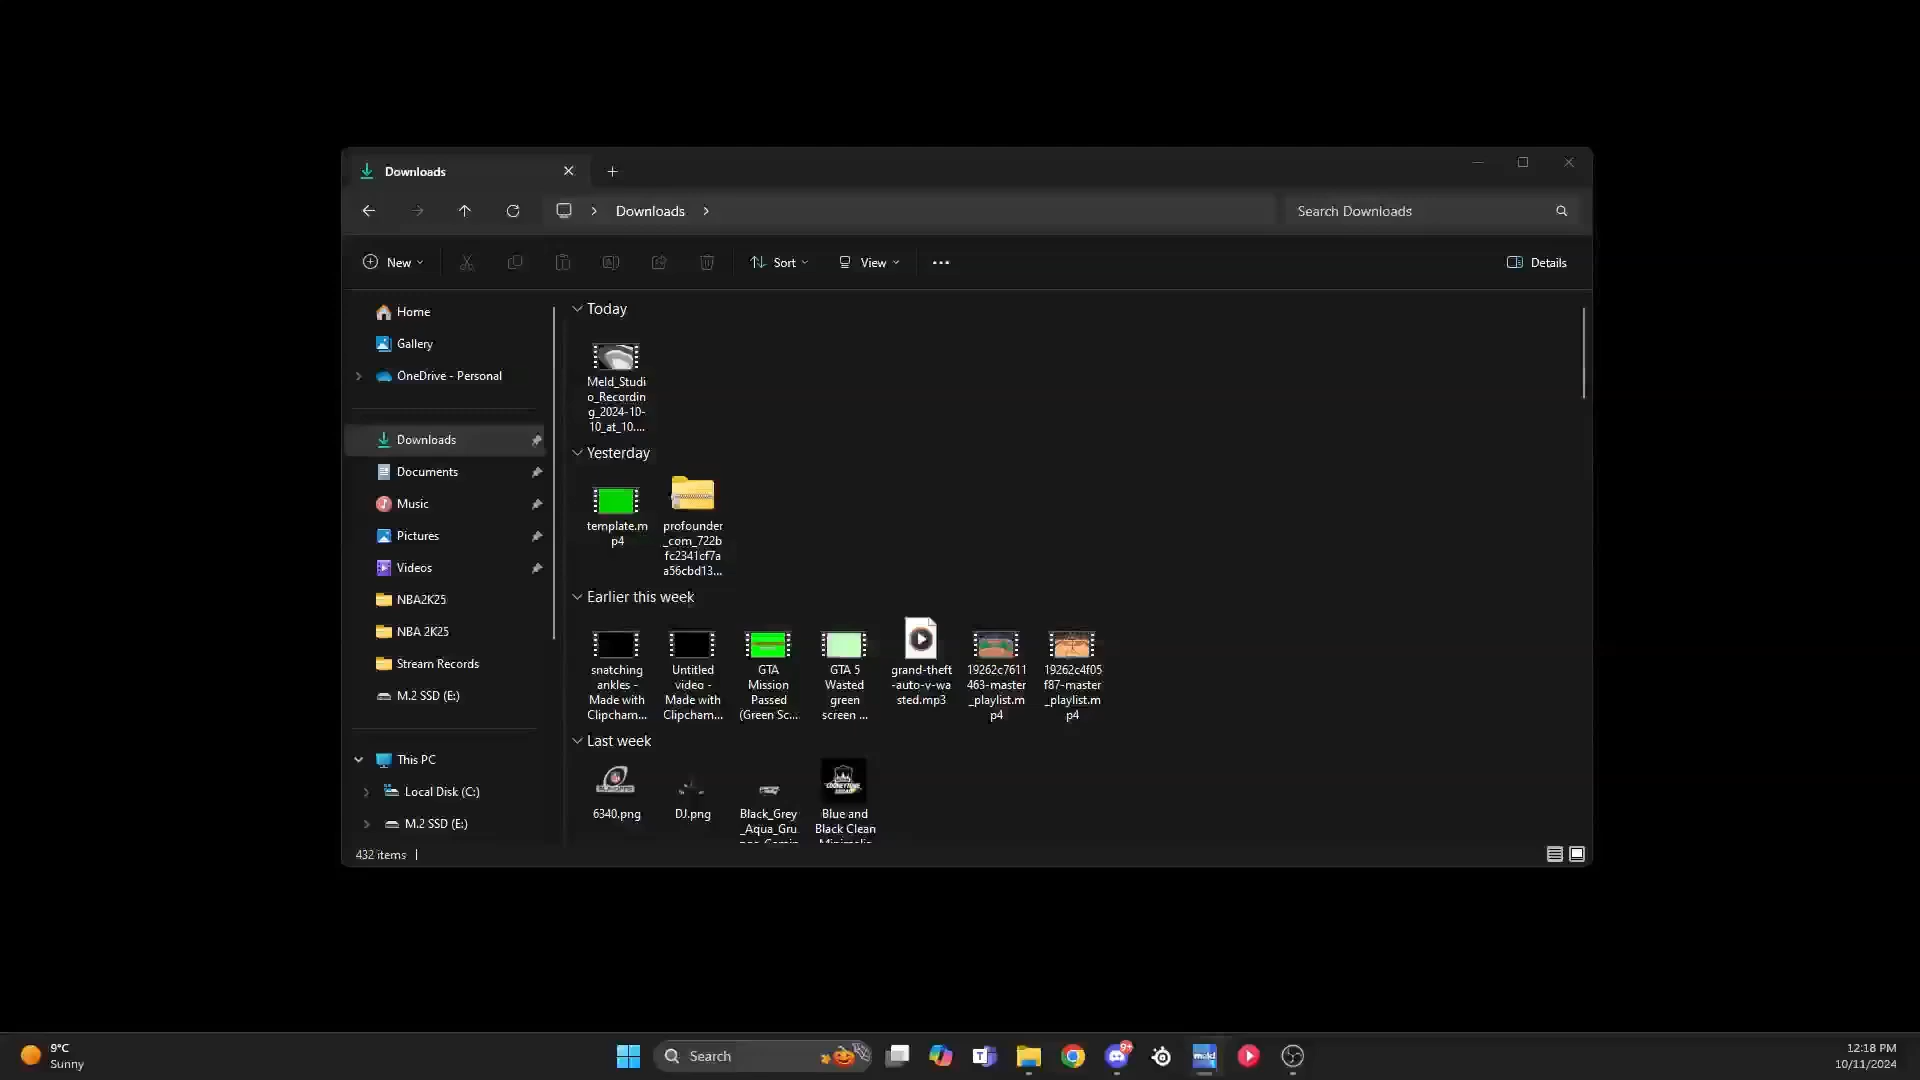 Downloads
Downloads
Search Downloads
New
Sort
View
Details
Home
Gallery
OneDrive - Personal
Downloads
Documents
Music
Pictures
Videos
NBA2K25
NBA 2K25
Stream Records
M.2 SSD (E:)
This PC
Local Disk (C:)
M.2 SSD (E:)
Today
Meld_Studi
o_Recordin
g_2024-10-
10_at_10....
Yesterday
template.m
p4
profounder
_com_722b
fc2341cf7a
a56cbd13...
Earlier this week
snatching
ankles -
Made with
Clipcham...
Untitled
video -
Made with
Clipcham...
GTA
Mission
Passed
(Green Sc...
GTA 5
Wasted
green
screen ...
grand-theft
-auto-v-wa
sted.mp3
19262c7611
463-master
_playlist.m
p4
19262c4f05
f87-master
_playlist.m
p4
Last week
6340.png
DJ.png
Black_Grey
_Aqua_Gru
Blue and
Black Clean
Minimalis
432 items
9°C
Sunny
Search
9+
meld
12:18 PM
10/11/2024